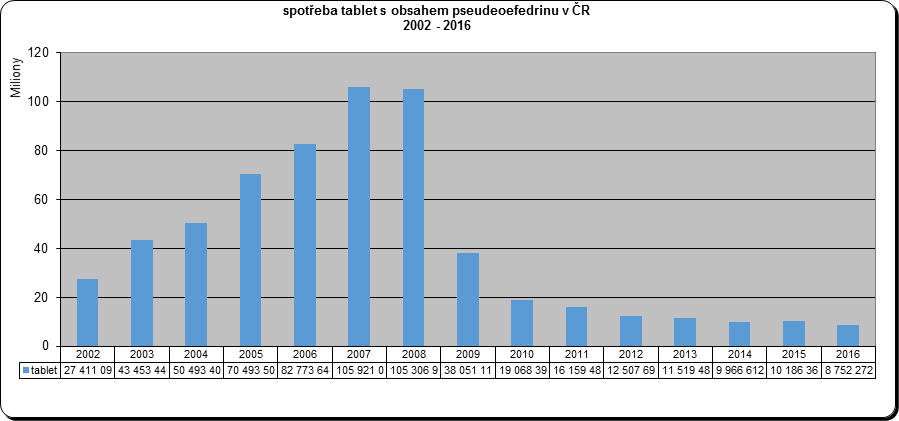 spotřeba tablet s obsahem pseudeoefedrinu v ČR
2002 - 2016
Miliony
120
100
80
60
40
20
0
2002 2003 2004 2005 2006 2007 2008 2009 2010 2011 2012 2013 2014 2015 2016
tablet 27 411 09 43 453 44 50 493 40 70 493 50 82 773 64 105 921 0 105 306 9 38 051 11 19 068 39 16 159 48 12 507 69 11 519 48 9 966 612 10 186 36 8 752 272